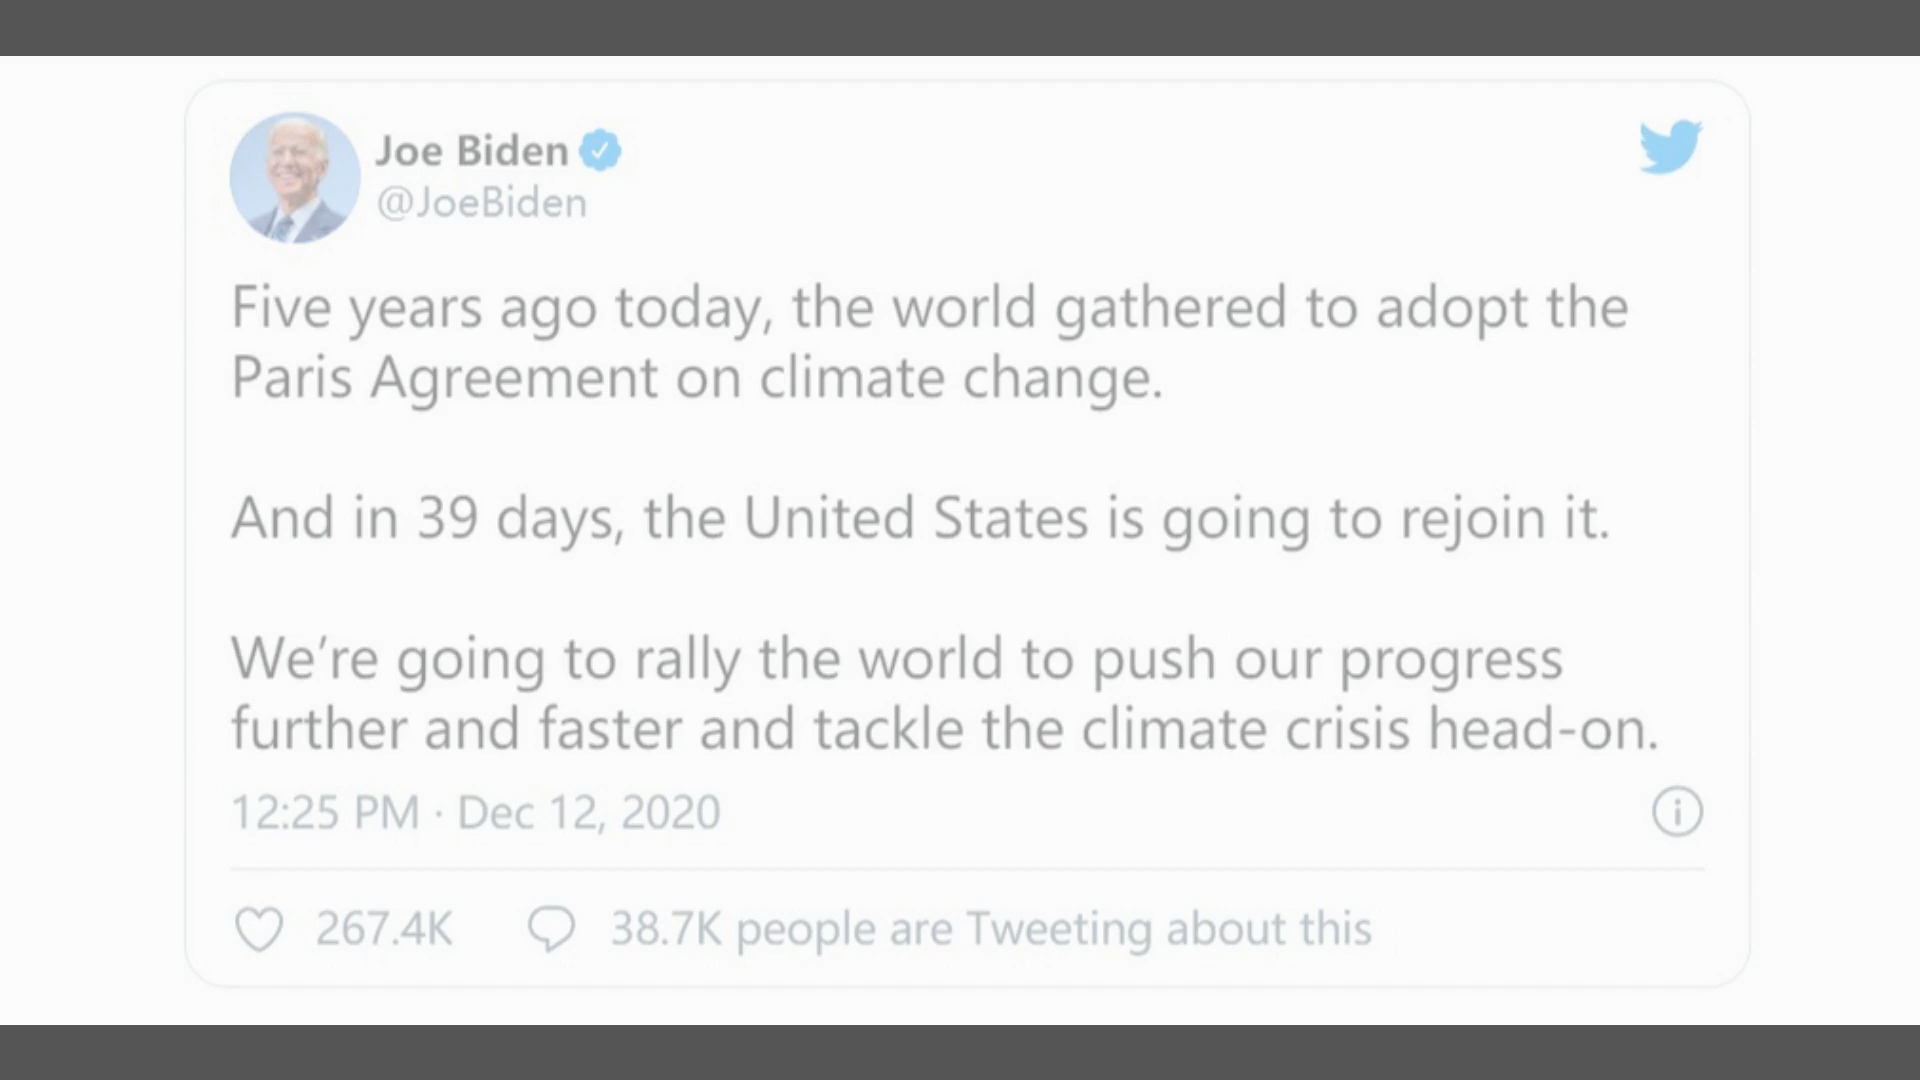 Joe Biden
@JoeBiden
Five years ago today, the world gathered to adopt the
Paris Agreement on climate change.
And in 39 days, the United States is going to rejoin it.
We’re going to rally the world to push our progress
further and faster and tackle the climate crisis head-on.
12:25 PM · Dec 12, 2020
267.4K 38.7K people are Tweeting about this